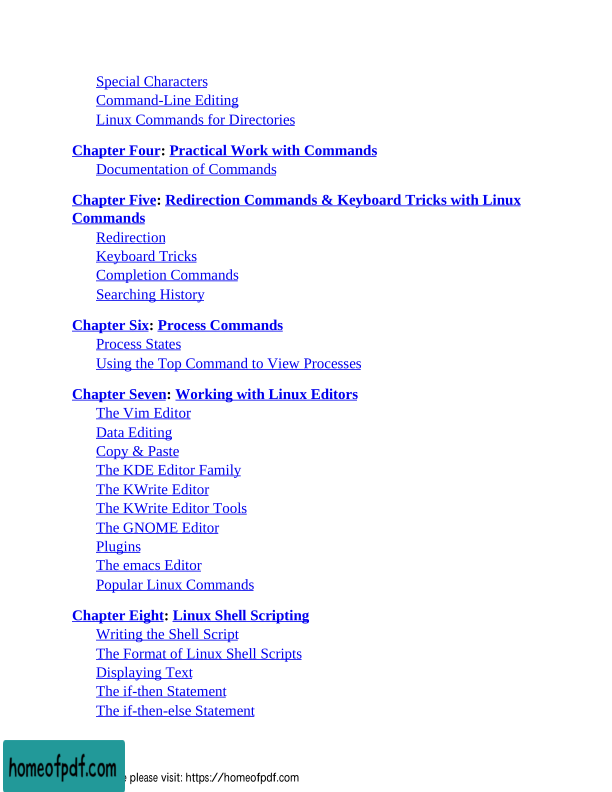 Special Characters
Command-Line Editing
Linux Commands for Directories
Chapter Four: Practical Work with Commands
Documentation of Commands
Chapter Five: Redirection Commands & Keyboard Tricks with Linux
Commands
Redirection
Keyboard Tricks
Completion Commands
Searching History
Chapter Six: Process Commands
Process States
Using the Top Command to View Processes
Chapter Seven: Working with Linux Editors
The Vim Editor
Data Editing
Copy & Paste
The KDE Editor Family
The KWrite Editor
The KWrite Editor Tools
The GNOME Editor
Plugins
The emacs Editor
Popular Linux Commands
Chapter Eight: Linux Shell Scripting
Writing the Shell Script
The Format of Linux Shell Scripts
Displaying Text
The if-then Statement
The if-then-else Statement
homeofpdf.com
please visit: https://homeofpdf.com